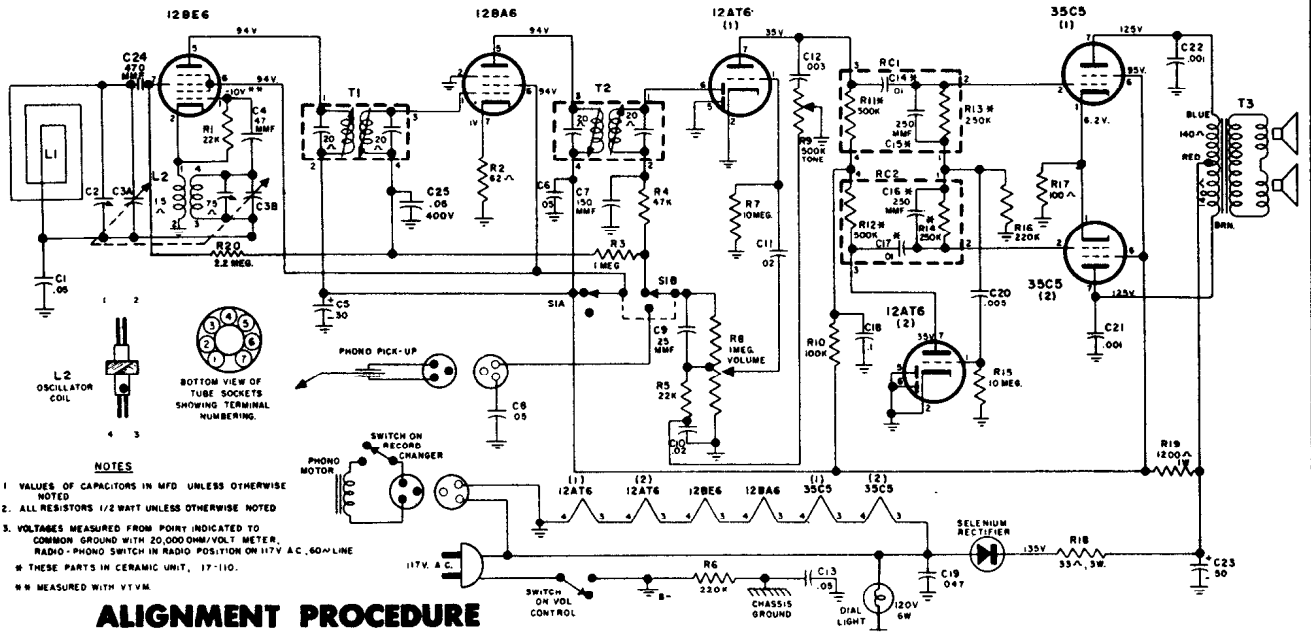 12BE6
12BA6
12AT6
(1)
35C5
(1)
C24
470
MMF
94V
94V
35V
125V
94V.
-10V**
C4
47
MMF
R1
22K
L1
C2
C3A
L2
1.5
75
C3B
C1
.05
R20
2.2 MEG.
T1
20
20
C25
.06
400V
1V
94V
R2
62
T2
20
20
C6
.05
C7
150
MMF
R4
47K
R3
1 MEG
S1A
S1B
C5
30
C9
25
MMF
R8
1MEG.
VOLUME
R5
22K
C10
.02
C12
.003
R9
500K
TONE
R7
10MEG.
C11
.02
RC1
C14*
.01
R11*
500K
250
MMF
C15*
R13*
250K
RC2
C16*
250
MMF
R12*
500K
C17*
.01
R14*
250K
R16
220K
R17
100
6.2V.
95V.
C22
.001
C20
.005
R10
100K
C18
.1
12AT6
(2)
35V
R15
10 MEG.
35C5
(2)
125V
C21
.001
BLUE
140
RED
BRN.
T3
L2
OSCILLATOR
COIL
BOTTOM VIEW OF
TUBE SOCKETS
SHOWING TERMINAL
NUMBERING.
PHONO PICK-UP
C8
.05
SWITCH ON
RECORD
CHANGER
PHONO
MOTOR
NOTES
1 VALUES OF CAPACITORS IN MFD UNLESS OTHERWISE
NOTED
2. ALL RESISTORS 1/2 WATT UNLESS OTHERWISE NOTED
3. VOLTAGES MEASURED FROM POINT INDICATED TO
COMMON GROUND WITH 20,000 OHM/VOLT METER,
RADIO-PHONO SWITCH IN RADIO POSITION ON 117V A C, 60~LINE
* THESE PARTS IN CERAMIC UNIT, 17-110.
** MEASURED WITH VTVM
(1)
12AT6
(2)
12AT6
12BE6
12BA6
(1)
35C5
(2)
35C5
117V. A.C.
SWITCH
ON VOL
CONTROL
B-
R6
220K
CHASSIS
GROUND
C13
.05
DIAL
LIGHT
120V
6W
C19
.047
SELENIUM
RECTIFIER
135V
R18
33, 5W.
R19
1200
1W
C23
50
ALIGNMENT PROCEDURE